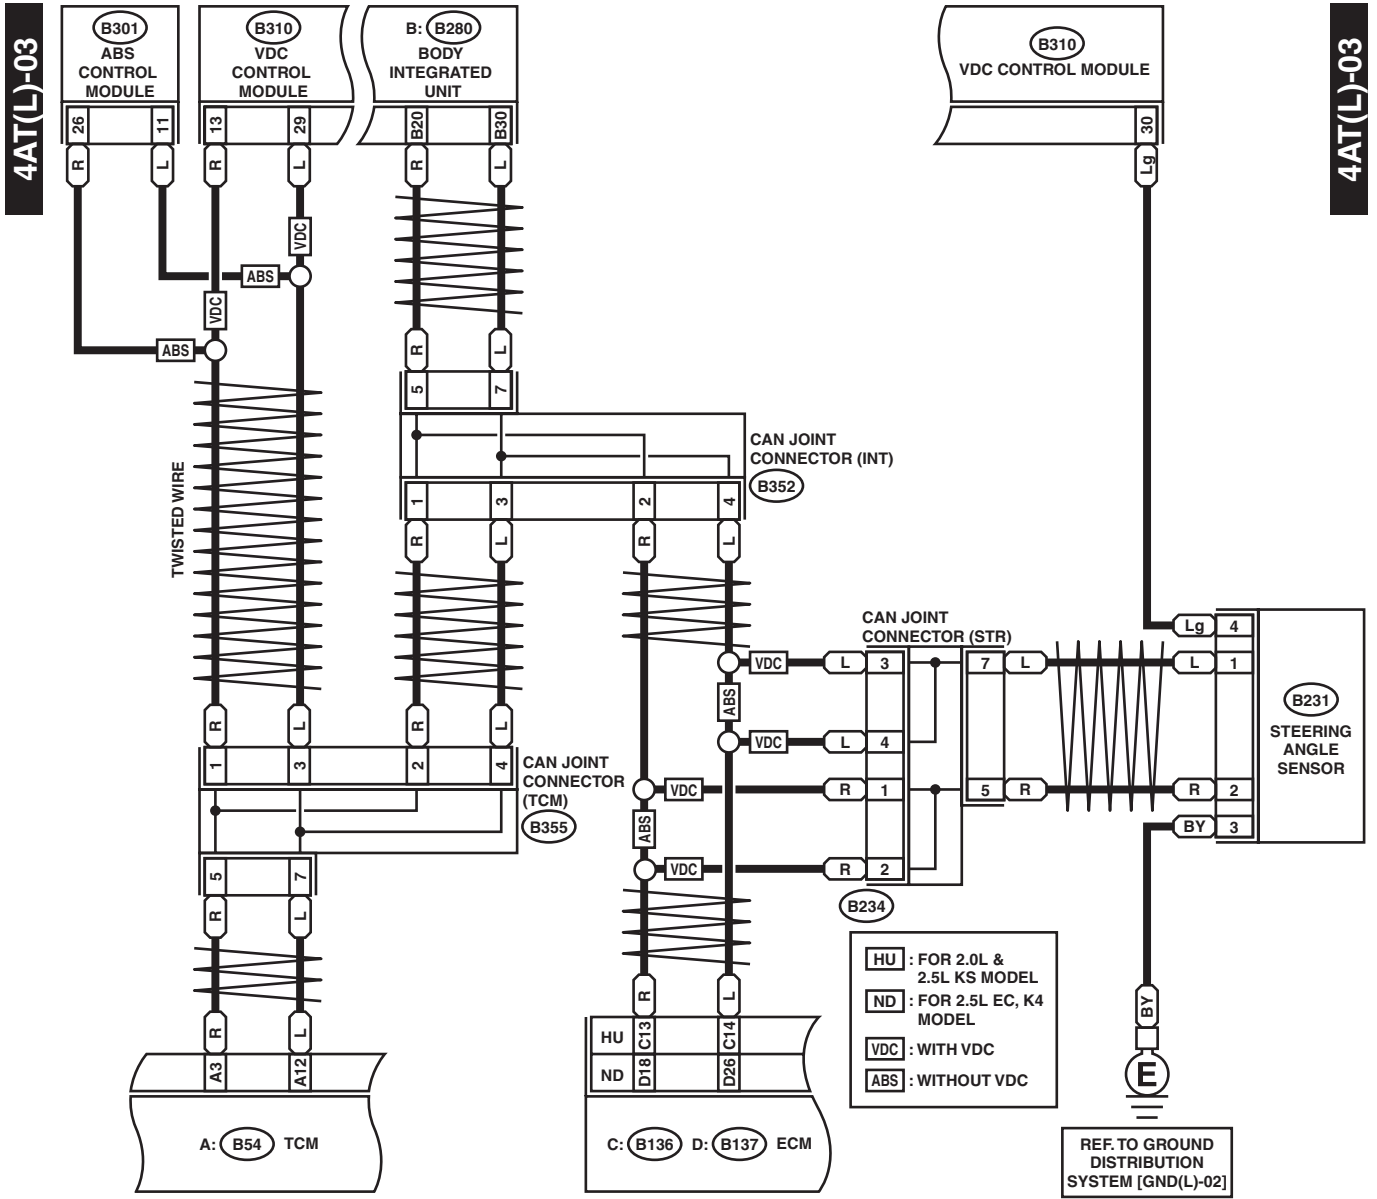 4AT(L)-03
B301
ABS
CONTROL
MODULE
B310
VDC
CONTROL
MODULE
B: B280
BODY
INTEGRATED
UNIT
B310
VDC CONTROL MODULE
4AT(L)-03
26 11 13 29 B20 B30 30
R L R L R L Lg
VDC
ABS
VDC
ABS
R L
5 7
CAN JOINT
CONNECTOR (INT)
B352
1 3 2 4
R L R L
TWISTED WIRE
CAN JOINT
CONNECTOR (STR)
Lg 4
VDC L 3 7 L L 1
ABS
VDC L 4
B231
STEERING
ANGLE
SENSOR
R L R L
1 3 2 4
CAN JOINT
CONNECTOR
(TCM)
B355
VDC R 1 5 R R 2
ABS
BY 3
VDC R 2
B234
5 7
R L
HU : FOR 2.0L &
2.5L KS MODEL
ND : FOR 2.5L EC, K4
MODEL
VDC : WITH VDC
ABS : WITHOUT VDC
R L
BY
R L
HU C13 C14
ND D18 D26
A3 A12
E
A: B54 TCM
C: B136 D: B137 ECM
REF. TO GROUND
DISTRIBUTION
SYSTEM [GND(L)-02]